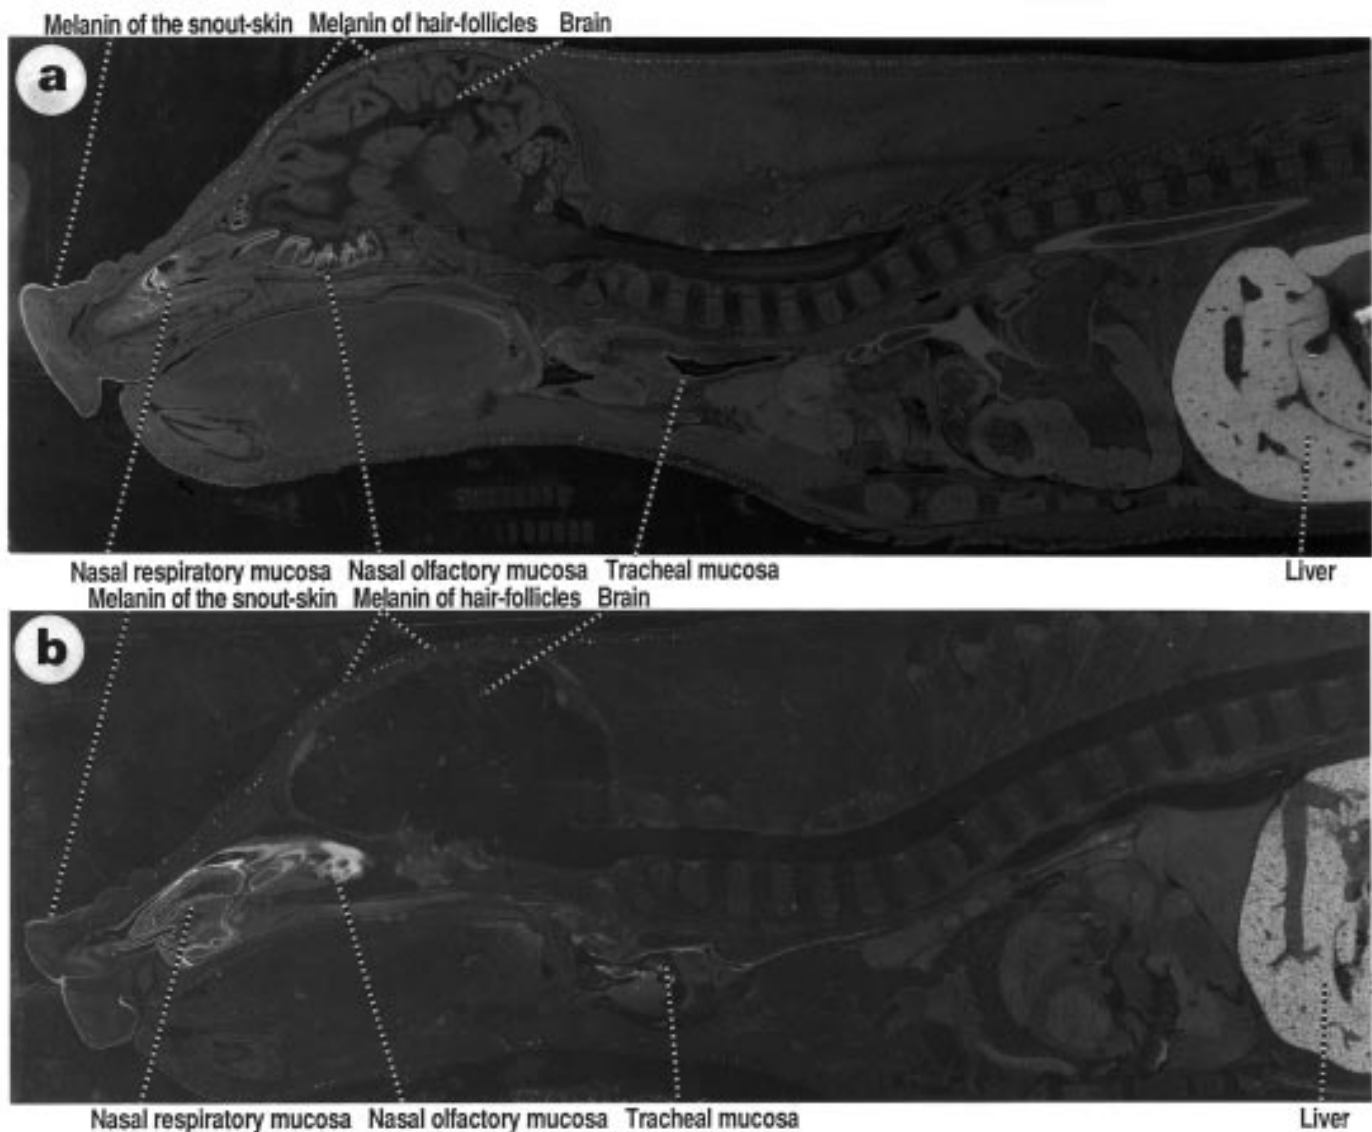 Melanin of the snout-skin Melanin of hair-follicles Brain
a
Nasal respiratory mucosa Nasal olfactory mucosa Tracheal mucosa Liver
Melanin of the snout-skin Melanin of hair-follicles Brain
b
Nasal respiratory mucosa Nasal olfactory mucosa Tracheal mucosa Liver